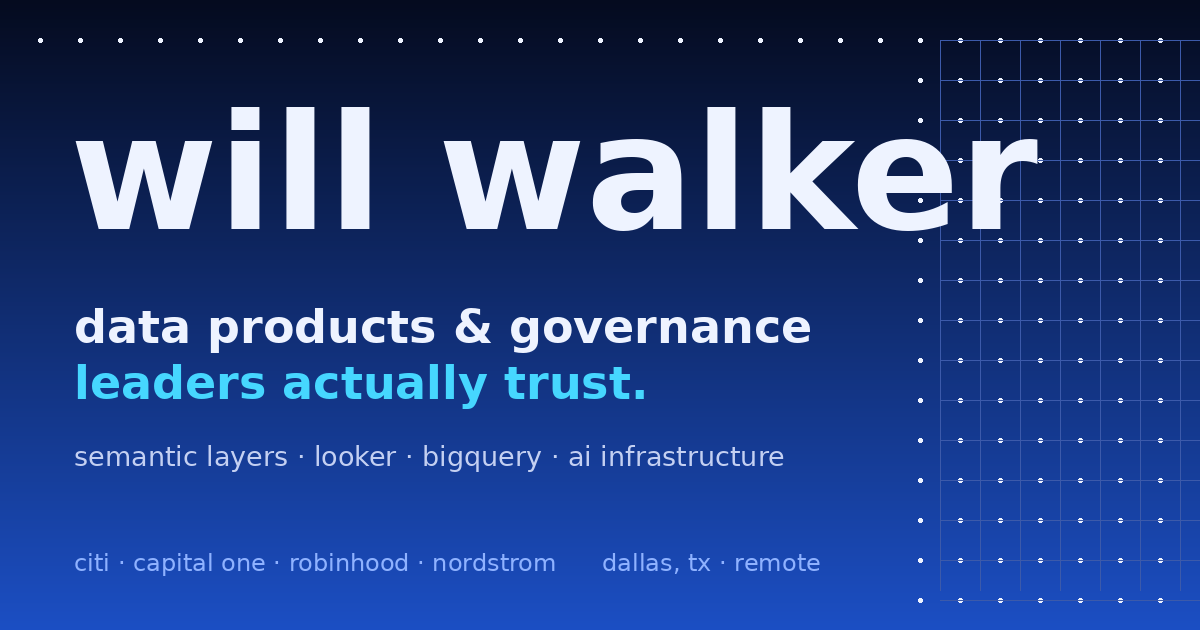 will walker
data products & governance
leaders actually trust.
semantic layers · looker · bigquery · ai infrastructure
citi · capital one · robinhood · nordstrom dallas, tx · remote